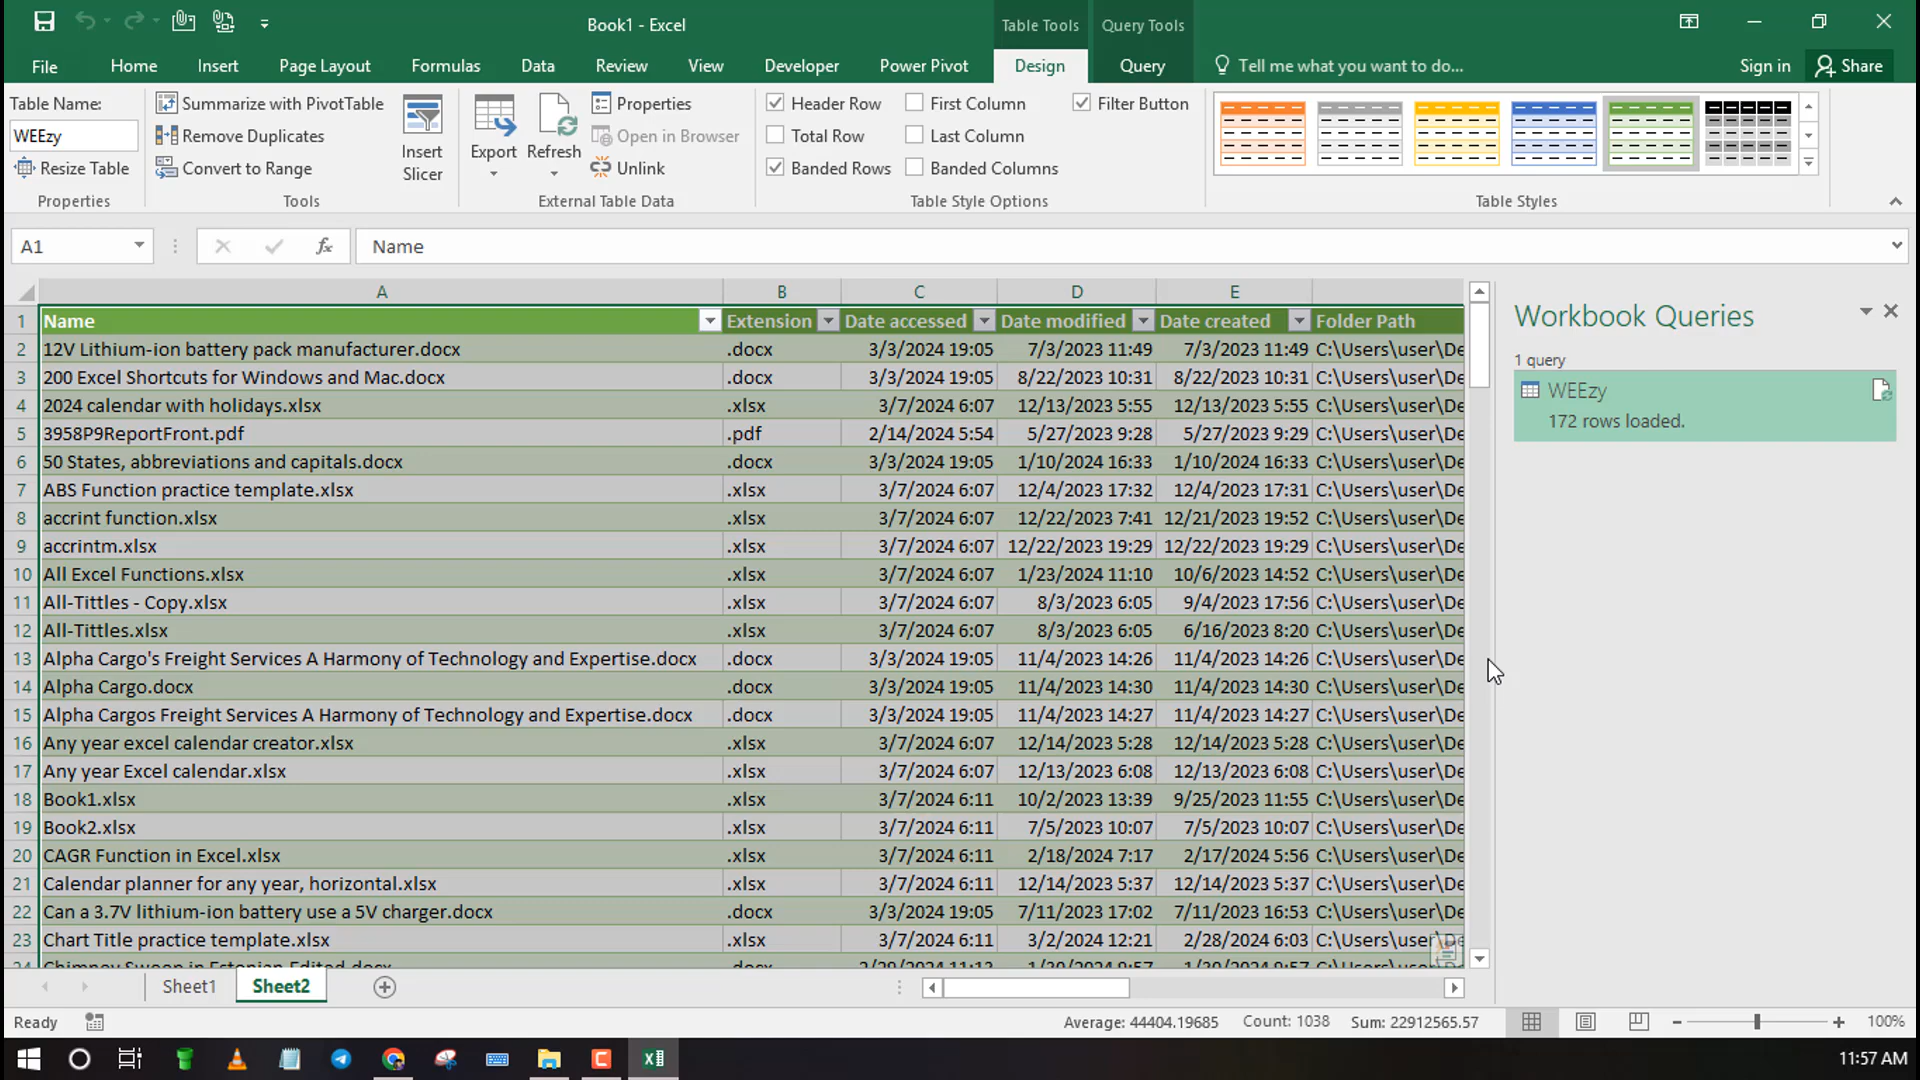 Book1 - Excel
Table Tools
Query Tools
File
Home
Insert
Page Layout
Formulas
Data
Review
View
Developer
Power Pivot
Design
Query
Tell me what you want to do...
Sign in
Share
Table Name:
WEEzy
Resize Table
Properties
Summarize with PivotTable
Remove Duplicates
Convert to Range
Tools
Insert
Slicer
Export
Refresh
Properties
Open in Browser
Unlink
External Table Data
Header Row
First Column
Filter Button
Total Row
Last Column
Banded Rows
Banded Columns
Table Style Options
Table Styles
A1
fx
Name
A B C D E
1 Name Extension Date accessed Date modified Date created Folder Path
2 12V Lithium-ion battery pack manufacturer.docx .docx 3/3/2024 19:05 7/3/2023 11:49 7/3/2023 11:49 C:\Users\user\De
3 200 Excel Shortcuts for Windows and Mac.docx .docx 3/3/2024 19:05 8/22/2023 10:31 8/22/2023 10:31 C:\Users\user\De
4 2024 calendar with holidays.xlsx .xlsx 3/7/2024 6:07 12/13/2023 5:55 12/13/2023 5:55 C:\Users\user\De
5 3958P9ReportFront.pdf .pdf 2/14/2024 5:54 5/27/2023 9:28 5/27/2023 9:29 C:\Users\user\De
6 50 States, abbreviations and capitals.docx .docx 3/3/2024 19:05 1/10/2024 16:33 1/10/2024 16:33 C:\Users\user\De
7 ABS Function practice template.xlsx .xlsx 3/7/2024 6:07 12/4/2023 17:32 12/4/2023 17:31 C:\Users\user\De
8 accrint function.xlsx .xlsx 3/7/2024 6:07 12/22/2023 7:41 12/21/2023 19:52 C:\Users\user\De
9 accrintm.xlsx .xlsx 3/7/2024 6:07 12/22/2023 19:29 12/22/2023 19:29 C:\Users\user\De
10 All Excel Functions.xlsx .xlsx 3/7/2024 6:07 1/23/2024 11:10 10/6/2023 14:52 C:\Users\user\De
11 All-Tittles - Copy.xlsx .xlsx 3/7/2024 6:07 8/3/2023 6:05 9/4/2023 17:56 C:\Users\user\De
12 All-Tittles.xlsx .xlsx 3/7/2024 6:07 8/3/2023 6:05 6/16/2023 8:20 C:\Users\user\De
13 Alpha Cargo's Freight Services A Harmony of Technology and Expertise.docx .docx 3/3/2024 19:05 11/4/2023 14:26 11/4/2023 14:26 C:\Users\user\De
14 Alpha Cargo.docx .docx 3/3/2024 19:05 11/4/2023 14:30 11/4/2023 14:30 C:\Users\user\De
15 Alpha Cargos Freight Services A Harmony of Technology and Expertise.docx .docx 3/3/2024 19:05 11/4/2023 14:27 11/4/2023 14:27 C:\Users\user\De
16 Any year excel calendar creator.xlsx .xlsx 3/7/2024 6:07 12/14/2023 5:28 12/14/2023 5:28 C:\Users\user\De
17 Any year Excel calendar.xlsx .xlsx 3/7/2024 6:07 12/13/2023 6:08 12/13/2023 6:08 C:\Users\user\De
18 Book1.xlsx .xlsx 3/7/2024 6:11 10/2/2023 13:39 9/25/2023 11:55 C:\Users\user\De
19 Book2.xlsx .xlsx 3/7/2024 6:11 7/5/2023 10:07 7/5/2023 10:07 C:\Users\user\De
20 CAGR Function in Excel.xlsx .xlsx 3/7/2024 6:11 2/18/2024 7:17 2/17/2024 5:56 C:\Users\user\De
21 Calendar planner for any year, horizontal.xlsx .xlsx 3/7/2024 6:11 12/14/2023 5:37 12/14/2023 5:37 C:\Users\user\De
22 Can a 3.7V lithium-ion battery use a 5V charger.docx .docx 3/3/2024 19:05 7/11/2023 17:02 7/11/2023 16:53 C:\Users\user\De
23 Chart Title practice template.xlsx .xlsx 3/7/2024 6:11 3/2/2024 12:21 2/28/2024 6:03 C:\Users\user\De
Workbook Queries
1 query
WEEzy
172 rows loaded.
Sheet1
Sheet2
Ready
Average: 44404.19685 Count: 1038 Sum: 22912565.57
100%
11:57 AM